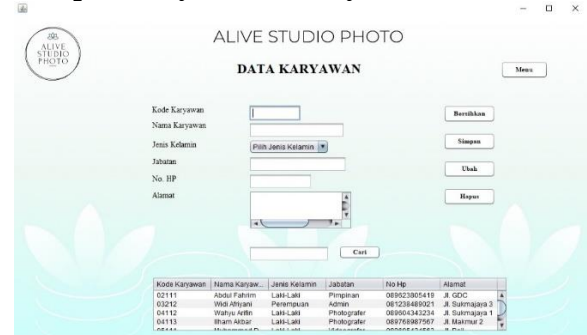 ALIVE STUDIO PHOTO
ALIVE
STUDIO
PHOTO
DATA KARYAWAN
Menu
Kode Karyawan
Bersihkan
Nama Karyawan
Jenis Kelamin
Pilih Jenis Kelamin
Simpan
Jabatan
Ubah
No. HP
Alamat
Hapus
Cari
Kode Karyawan Nama Karyaw... Jenis Kelamin Jabatan No Hp Alamat
02111 Abdul Fahrim Laki-Laki Pimpinan 089623805419 Jl. GDC
03212 Widi Afriyani Perempuan Admin 081238489021 Jl. Sukmajaya 3
04112 Wahyu Arifin Laki-Laki Photografer 089604343234 Jl. Sukmajaya 1
04113 Ilham Akbar Laki-Laki Photografer 089768987567 Jl. Makmur 2